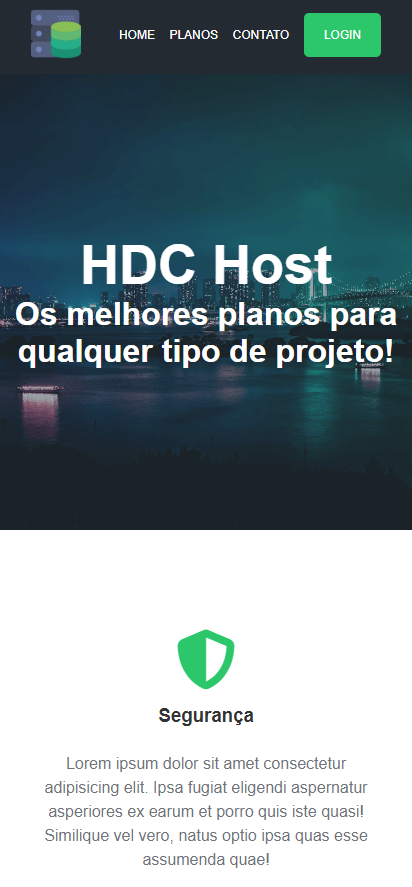 HOME PLANOS CONTATO LOGIN
HDC Host
Os melhores planos para
qualquer tipo de projeto!
Segurança
Lorem ipsum dolor sit amet consectetur
adipisicing elit. Ipsa fugiat eligendi aspernatur
asperiores ex earum et porro quis iste quasi!
Similique vel vero, natus optio ipsa quas esse
assumenda quae!